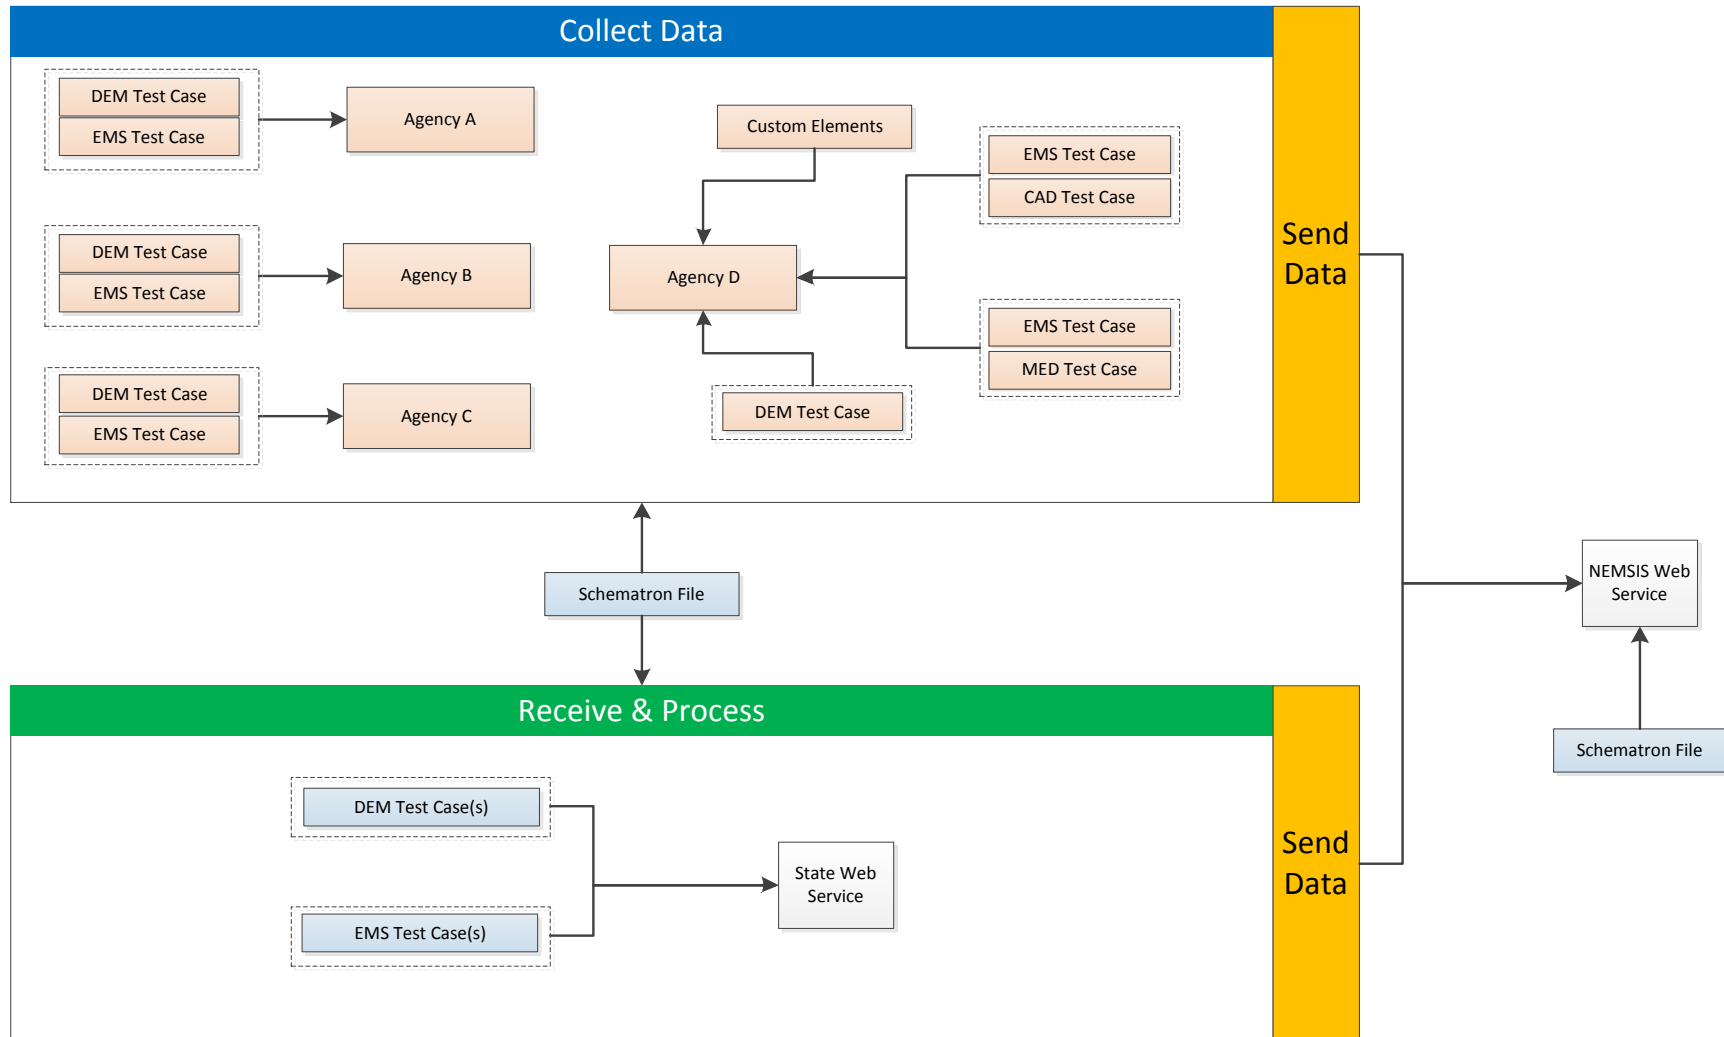 Collect Data
DEM Test Case
EMS Test Case
Agency A
DEM Test Case
EMS Test Case
Agency B
DEM Test Case
EMS Test Case
Agency C
Custom Elements
Agency D
DEM Test Case
EMS Test Case
CAD Test Case
EMS Test Case
MED Test Case
Send
Data
Schematron File
NEMSIS Web
Service
Schematron File
Receive & Process
DEM Test Case(s)
EMS Test Case(s)
State Web
Service
Send
Data